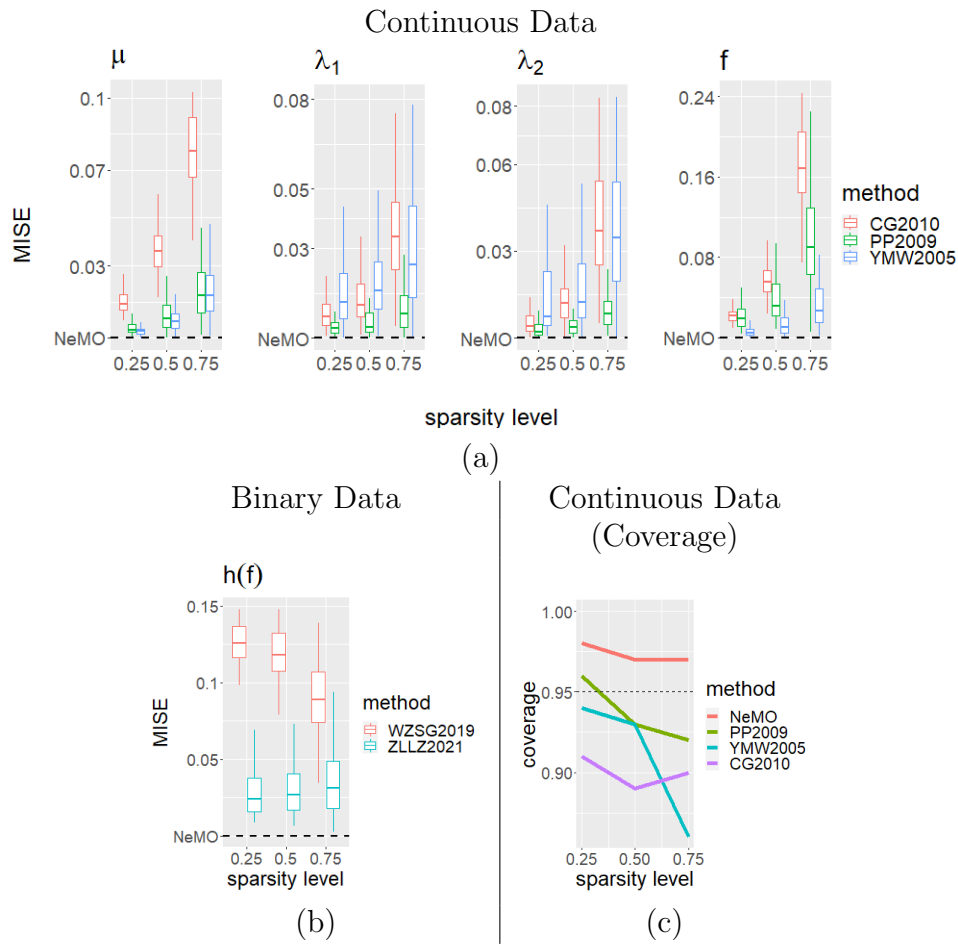 Continuous Data
μ
λ1
λ2
f
MISE
0.1
0.07
0.03
NeMO
0.25 0.5 0.75
0.08
0.05
0.03
NeMO
0.25 0.5 0.75
0.08
0.06
0.03
NeMO
0.25 0.5 0.75
0.24
0.16
0.08
NeMO
0.25 0.5 0.75
method
CG2010
PP2009
YMW2005
sparsity level
(a)
Binary Data
h(f)
MISE
0.15
0.1
0.05
NeMO
0.25 0.5 0.75
sparsity level
method
WZSG2019
ZLLZ2021
(b)
Continuous Data
(Coverage)
coverage
1.00
0.95
0.90
0.25 0.50 0.75
sparsity level
method
NeMO
PP2009
YMW2005
CG2010
(c)